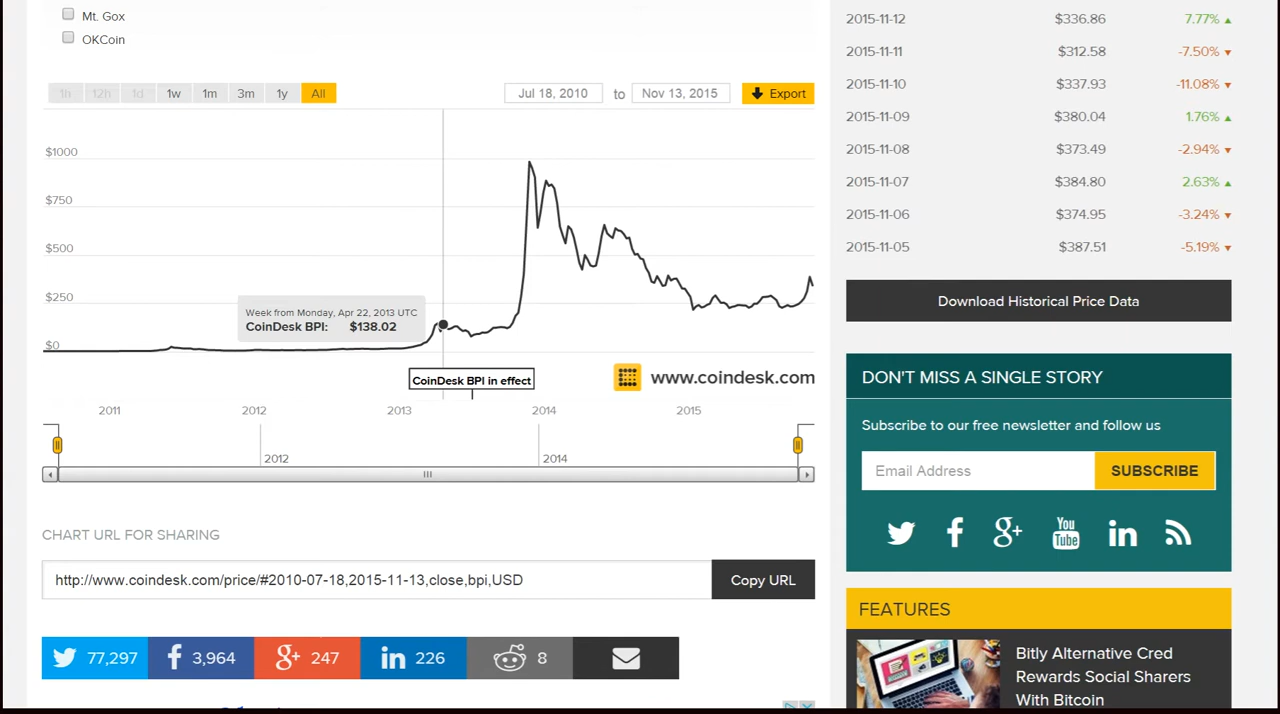 Mt. Gox
OKCoin
1h 12h 1d 1w 1m 3m 1y All
Jul 18, 2010 to Nov 13, 2015 Export
$1000
$750
$500
$250
$0
Week from Monday, Apr 22, 2013 UTC
CoinDesk BPI: $138.02
CoinDesk BPI in effect
www.coindesk.com
2011 2012 2013 2014 2015
2012 2014
CHART URL FOR SHARING
http://www.coindesk.com/price/#2010-07-18,2015-11-13,close,bpi,USD Copy URL
77,297 3,964 247 226 8
2015-11-12 $336.86 7.77%
2015-11-11 $312.58 -7.50%
2015-11-10 $337.93 -11.08%
2015-11-09 $380.04 1.76%
2015-11-08 $373.49 -2.94%
2015-11-07 $384.80 2.63%
2015-11-06 $374.95 -3.24%
2015-11-05 $387.51 -5.19%
Download Historical Price Data
DON'T MISS A SINGLE STORY
Subscribe to our free newsletter and follow us
Email Address SUBSCRIBE
You
Tube
FEATURES
Bitly Alternative Cred
Rewards Social Sharers
With Bitcoin